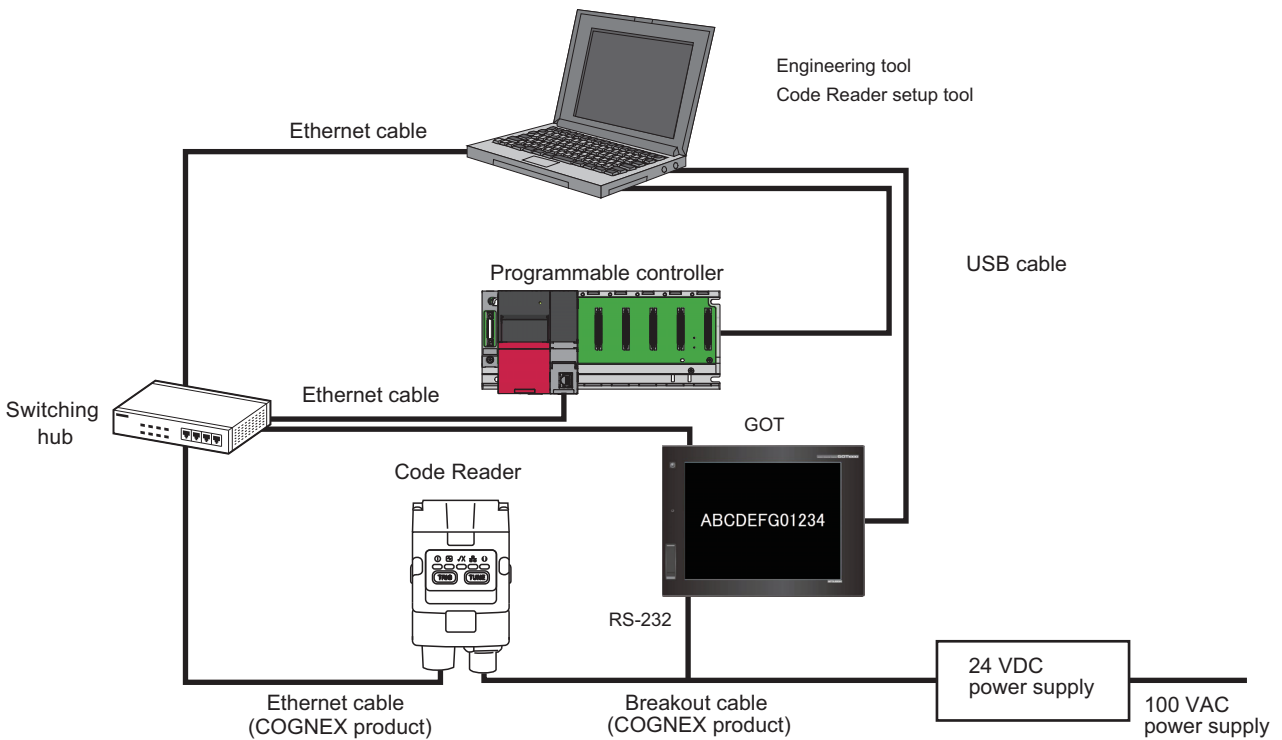 Engineering tool
Code Reader setup tool
Ethernet cable
USB cable
Programmable controller
Ethernet cable
Switching
hub
GOT
Code Reader
ABCDEFG01234
TRIG
TUNE
RS-232
24 VDC
power supply
Ethernet cable
(COGNEX product)
Breakout cable
(COGNEX product)
100 VAC
power supply